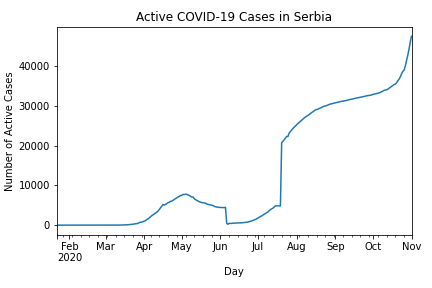 Active COVID-19 Cases in Serbia
Number of Active Cases
40000
30000
20000
10000
0
Feb Mar Apr May Jun Jul Aug Sep Oct Nov
2020
Day